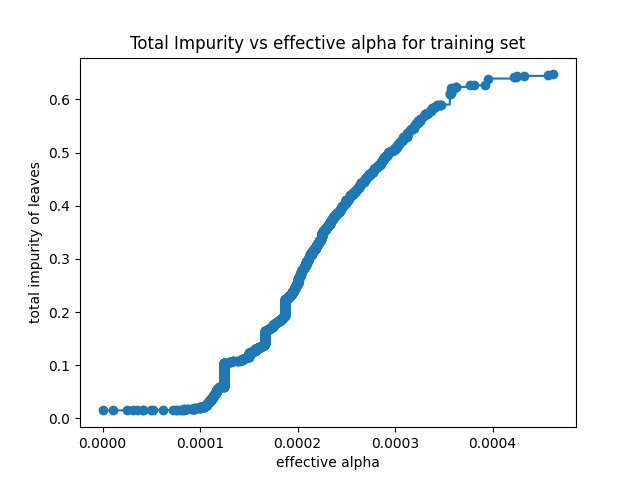 Total Impurity vs effective alpha for training set
total impurity of leaves
0.6
0.5
0.4
0.3
0.2
0.1
0.0
0.0000 0.0001 0.0002 0.0003 0.0004
effective alpha